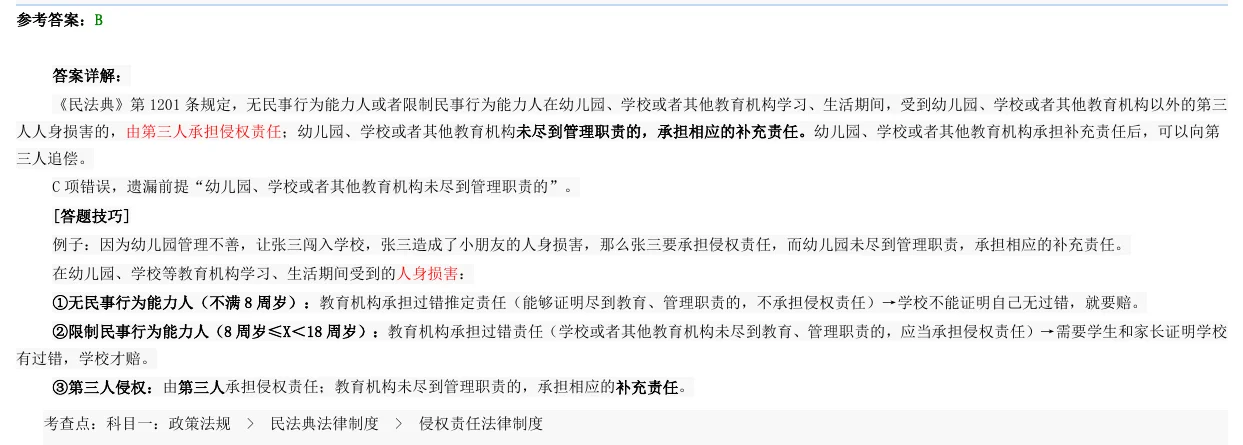 参考答案：B
答案详解：
《民法典》第 1201 条规定，无民事行为能力人或者限制民事行为能力人在幼儿园、学校或者其他教育机构学习、生活期间，受到幼儿园、学校或者其他教育机构以外的第三
人人身损害的，由第三人承担侵权责任；幼儿园、学校或者其他教育机构未尽到管理职责的，承担相应的补充责任。幼儿园、学校或者其他教育机构承担补充责任后，可以向第
三人追偿。
C 项错误，遗漏前提“幼儿园、学校或者其他教育机构未尽到管理职责的”。
[答题技巧]
例子：因为幼儿园管理不善，让张三闯入学校，张三造成了小朋友的人身损害，那么张三要承担侵权责任，而幼儿园未尽到管理职责，承担相应的补充责任。
在幼儿园、学校等教育机构学习、生活期间受到的人身损害：
①无民事行为能力人（不满 8 周岁）：教育机构承担过错推定责任（能够证明尽到教育、管理职责的，不承担侵权责任）→学校不能证明自己无过错，就要赔。
②限制民事行为能力人（8 周岁≤X＜18 周岁）：教育机构承担过错责任（学校或者其他教育机构未尽到教育、管理职责的，应当承担侵权责任）→需要学生和家长证明学校
有过错，学校才赔。
③第三人侵权：由第三人承担侵权责任；教育机构未尽到管理职责的，承担相应的补充责任。
考查点：科目一：政策法规 > 民法典法律制度 > 侵权责任法律制度